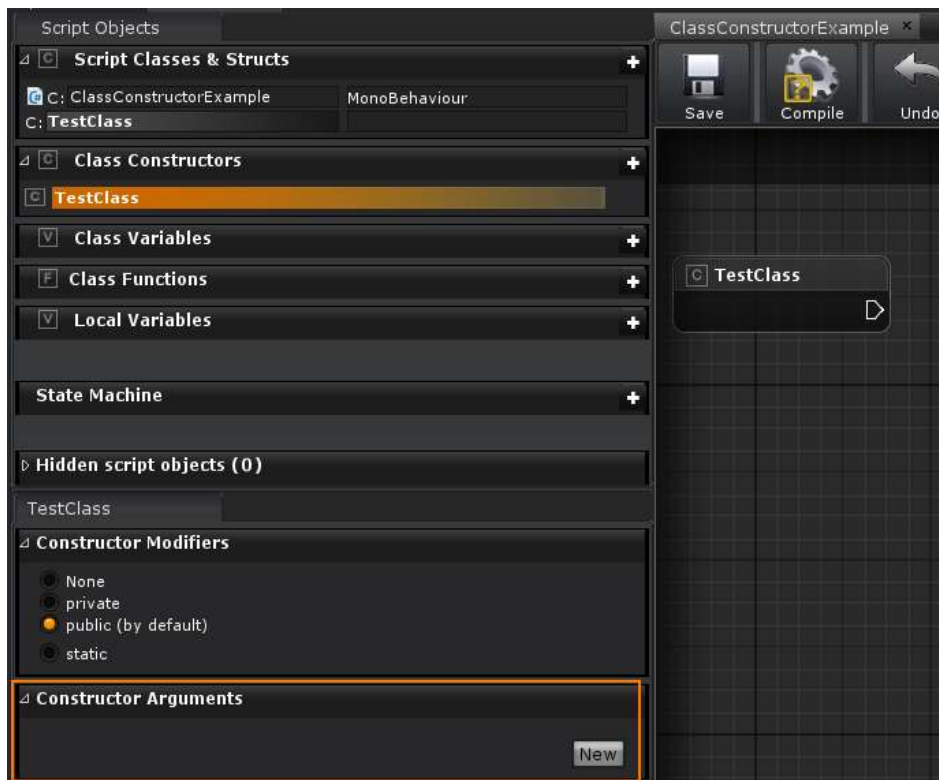 Script Objects
C Script Classes & Structs
C: ClassConstructorExample MonoBehaviour
C: TestClass
C Class Constructors
C TestClass
V Class Variables
F Class Functions
V Local Variables
State Machine
Hidden script objects (0)
TestClass
Constructor Modifiers
None
private
public (by default)
static
Constructor Arguments
New
ClassConstructorExample ×
Save Compile Undo
C TestClass